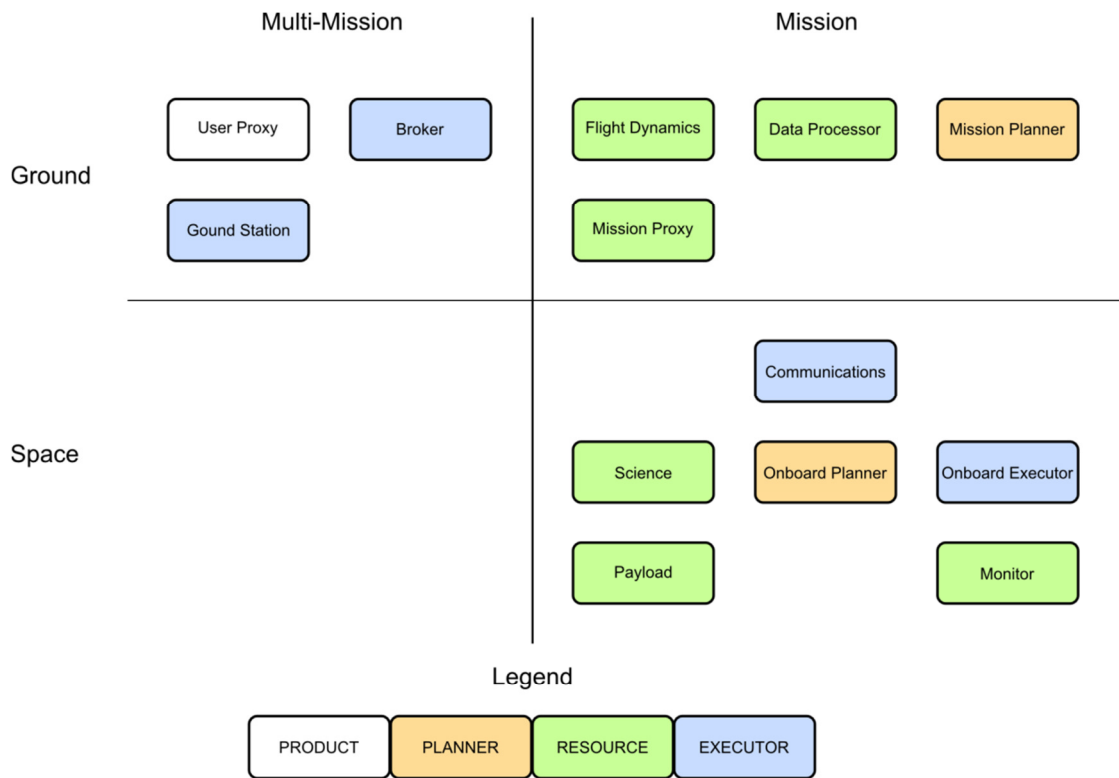 Multi-Mission
Mission
Ground
User Proxy
Broker
Flight Dynamics
Data Processor
Mission Planner
Gound Station
Mission Proxy
Space
Communications
Science
Onboard Planner
Onboard Executor
Payload
Monitor
Legend
PRODUCT
PLANNER
RESOURCE
EXECUTOR